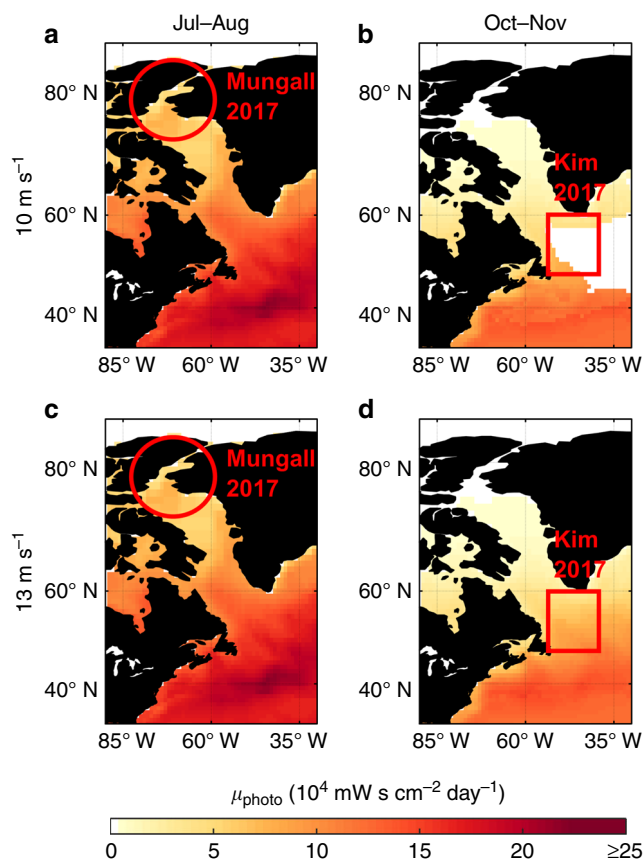 Jul–Aug
Oct–Nov
a
b
80° N
60° N
40° N
10 m s⁻¹
Mungall
2017
85° W
60° W
35° W
80° N
60° N
40° N
Kim
2017
85° W
60° W
35° W
c
d
80° N
60° N
40° N
13 m s⁻¹
Mungall
2017
85° W
60° W
35° W
80° N
60° N
40° N
Kim
2017
85° W
60° W
35° W
μphoto (10⁴ mW s cm⁻² day⁻¹)
0
5
10
15
20
≥25